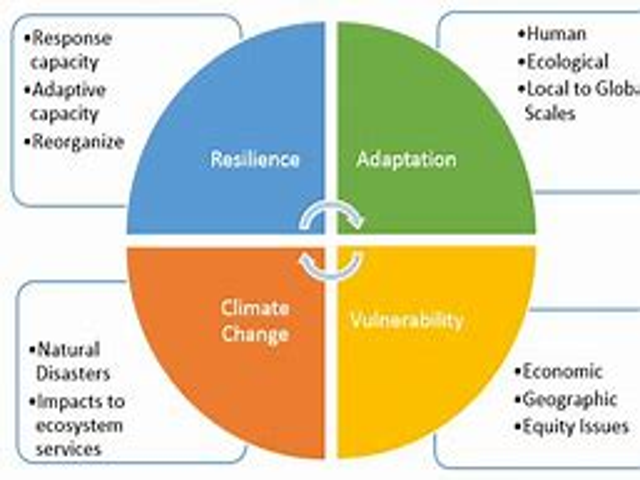 •Response
capacity
•Adaptive
capacity
•Reorganize
•Human
•Ecological
•Local to Globa
Scales
Resilience
Adaptation
Climate
Change
Vulnerability
•Natural
Disasters
•Impacts to
ecosystem
services
•Economic
•Geographic
•Equity Issues